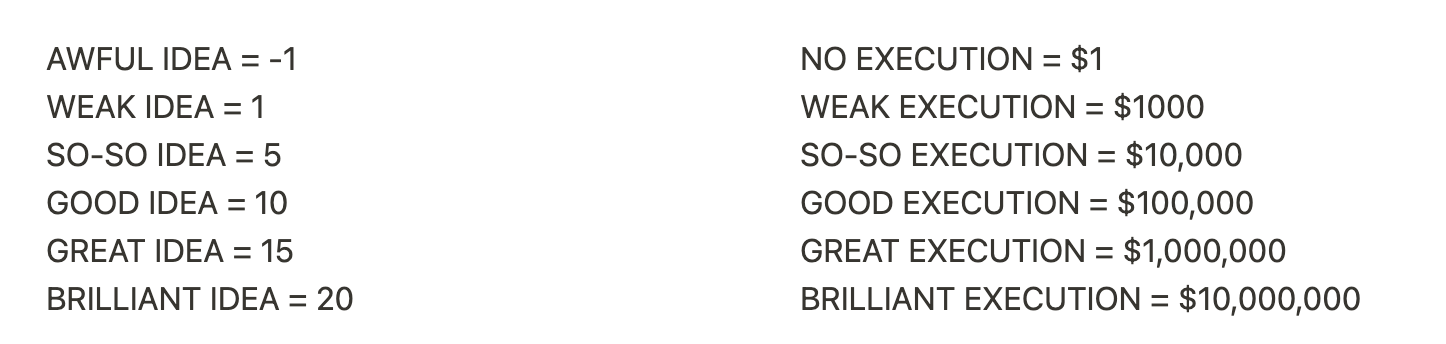 AWFUL IDEA = -1
WEAK IDEA = 1
SO-SO IDEA = 5
GOOD IDEA = 10
GREAT IDEA = 15
BRILLIANT IDEA = 20
NO EXECUTION = $1
WEAK EXECUTION = $1000
SO-SO EXECUTION = $10,000
GOOD EXECUTION = $100,000
GREAT EXECUTION = $1,000,000
BRILLIANT EXECUTION = $10,000,000